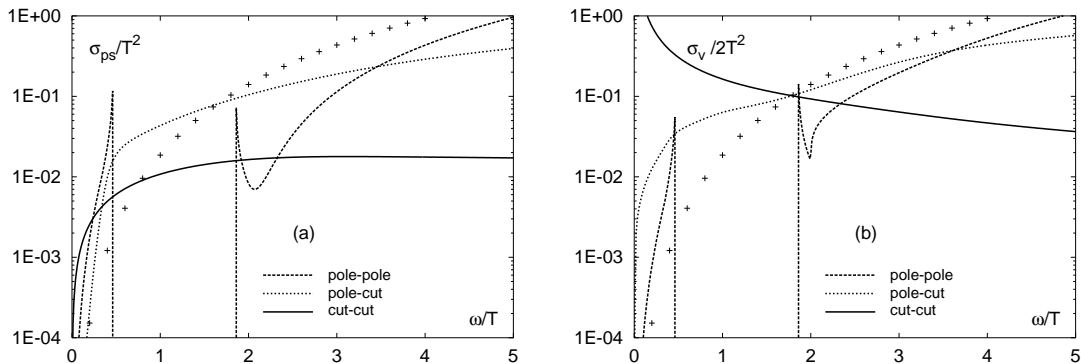 1E+00
1E-01
1E-02
1E-03
1E-04
σps/T²
(a)
pole-pole
pole-cut
cut-cut
ω/T
0 1 2 3 4 5
1E+00
1E-01
1E-02
1E-03
1E-04
σv/2T²
(b)
pole-pole
pole-cut
cut-cut
ω/T
0 1 2 3 4 5